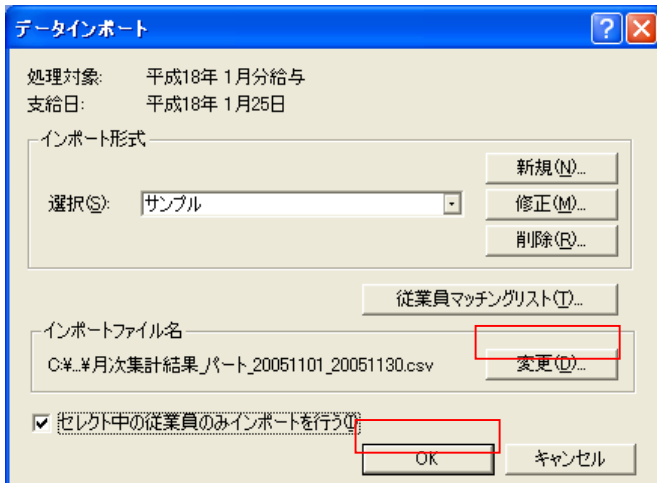 データインポート
処理対象: 平成18年 1月分給与
支給日: 平成18年 1月25日
インポート形式
新規(N)...
選択(S): サンプル
修正(M)...
削除(R)...
従業員マッチングリスト(T)...
インポートファイル名
C:¥...¥月次集計結果_パート_20051101_20051130.csv
変更(D)...
セレクト中の従業員のみインポートを行う(I)
OK
キャンセル